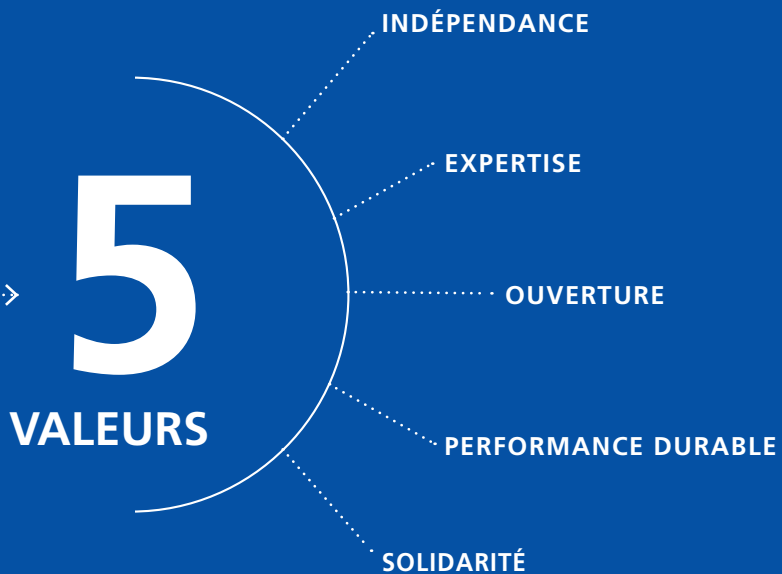 5
VALEURS
INDÉPENDANCE
EXPERTISE
OUVERTURE
PERFORMANCE DURABLE
SOLIDARITÉ